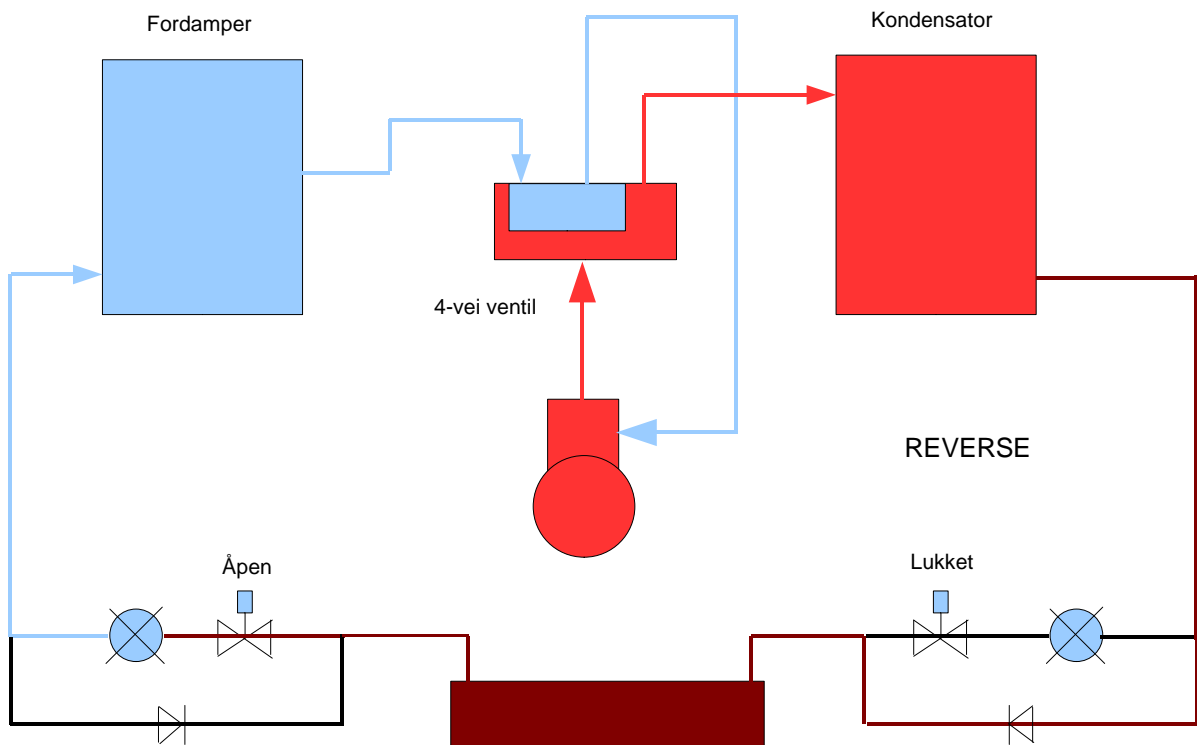 Fordamper
Kondensator
4-vei ventil
REVERSE
Åpen
Lukket